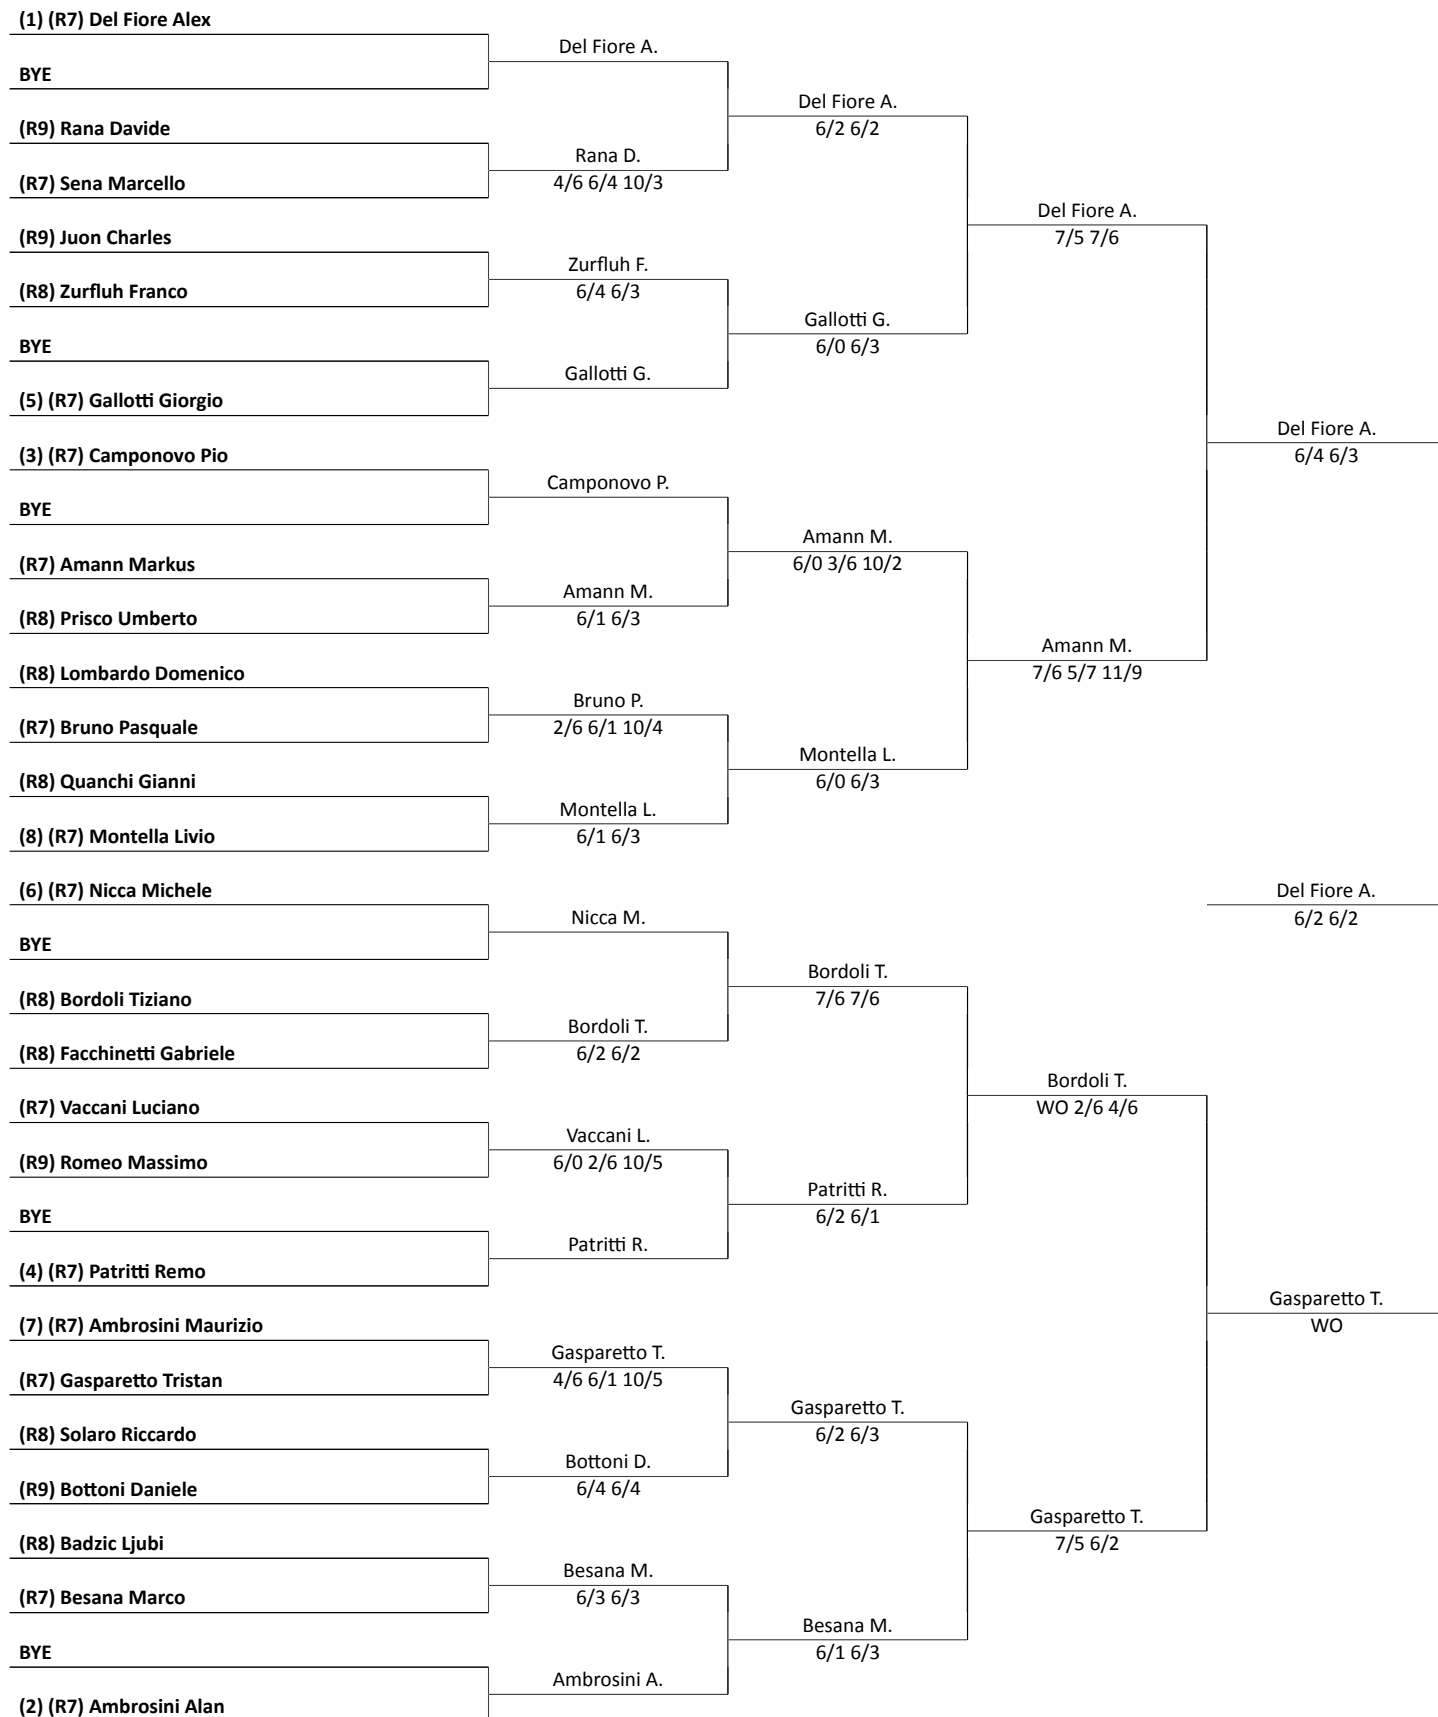 (1) (R7) Del Fiore Alex
BYE
(R9) Rana Davide
(R7) Sena Marcello
(R9) Juon Charles
(R8) Zurfluh Franco
BYE
(5) (R7) Gallotti Giorgio
(3) (R7) Camponovo Pio
BYE
(R7) Amann Markus
(R8) Prisco Umberto
(R8) Lombardo Domenico
(R7) Bruno Pasquale
(R8) Quanchi Gianni
(8) (R7) Montella Livio
(6) (R7) Nicca Michele
BYE
(R8) Bordoli Tiziano
(R8) Facchinetti Gabriele
(R7) Vaccani Luciano
(R9) Romeo Massimo
BYE
(4) (R7) Patritti Remo
(7) (R7) Ambrosini Maurizio
(R7) Gasparetto Tristan
(R8) Solaro Riccardo
(R9) Bottoni Daniele
(R8) Badzic Ljubi
(R7) Besana Marco
BYE
(2) (R7) Ambrosini Alan
Del Fiore A.
Rana D.
4/6 6/4 10/3
Zurfluh F.
6/4 6/3
Gallotti G.
Camponovo P.
Amann M.
6/1 6/3
Bruno P.
2/6 6/1 10/4
Montella L.
6/1 6/3
Nicca M.
Bordoli T.
6/2 6/2
Vaccani L.
6/0 2/6 10/5
Patritti R.
Gasparetto T.
4/6 6/1 10/5
Bottoni D.
6/4 6/4
Besana M.
6/3 6/3
Ambrosini A.
Del Fiore A.
6/2 6/2
Gallotti G.
6/0 6/3
Amann M.
6/0 3/6 10/2
Montella L.
6/0 6/3
Bordoli T.
7/6 7/6
Patritti R.
6/2 6/1
Gasparetto T.
6/2 6/3
Besana M.
6/1 6/3
Del Fiore A.
7/5 7/6
Amann M.
7/6 5/7 11/9
Bordoli T.
WO 2/6 4/6
Gasparetto T.
7/5 6/2
Del Fiore A.
6/4 6/3
Del Fiore A.
6/2 6/2
Gasparetto T.
WO